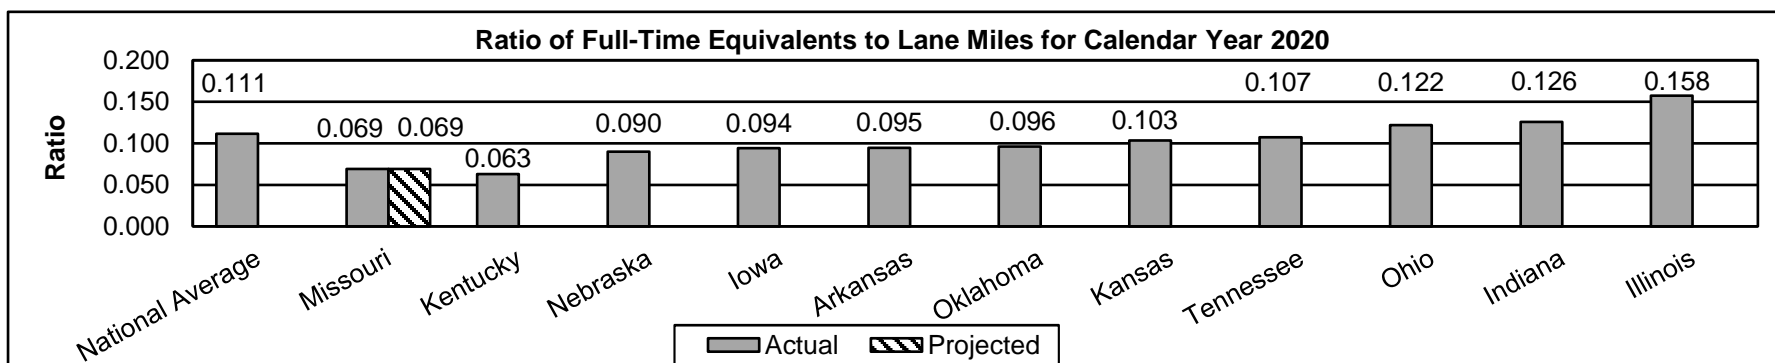 Ratio of Full-Time Equivalents to Lane Miles for Calendar Year 2020
Ratio
0.200
0.150
0.100
0.050
0.000
0.111
0.069
0.069
0.063
0.090
0.094
0.095
0.096
0.103
0.107
0.122
0.126
0.158
National Average
Missouri
Kentucky
Nebraska
Iowa
Arkansas
Oklahoma
Kansas
Tennessee
Ohio
Indiana
Illinois
Actual
Projected